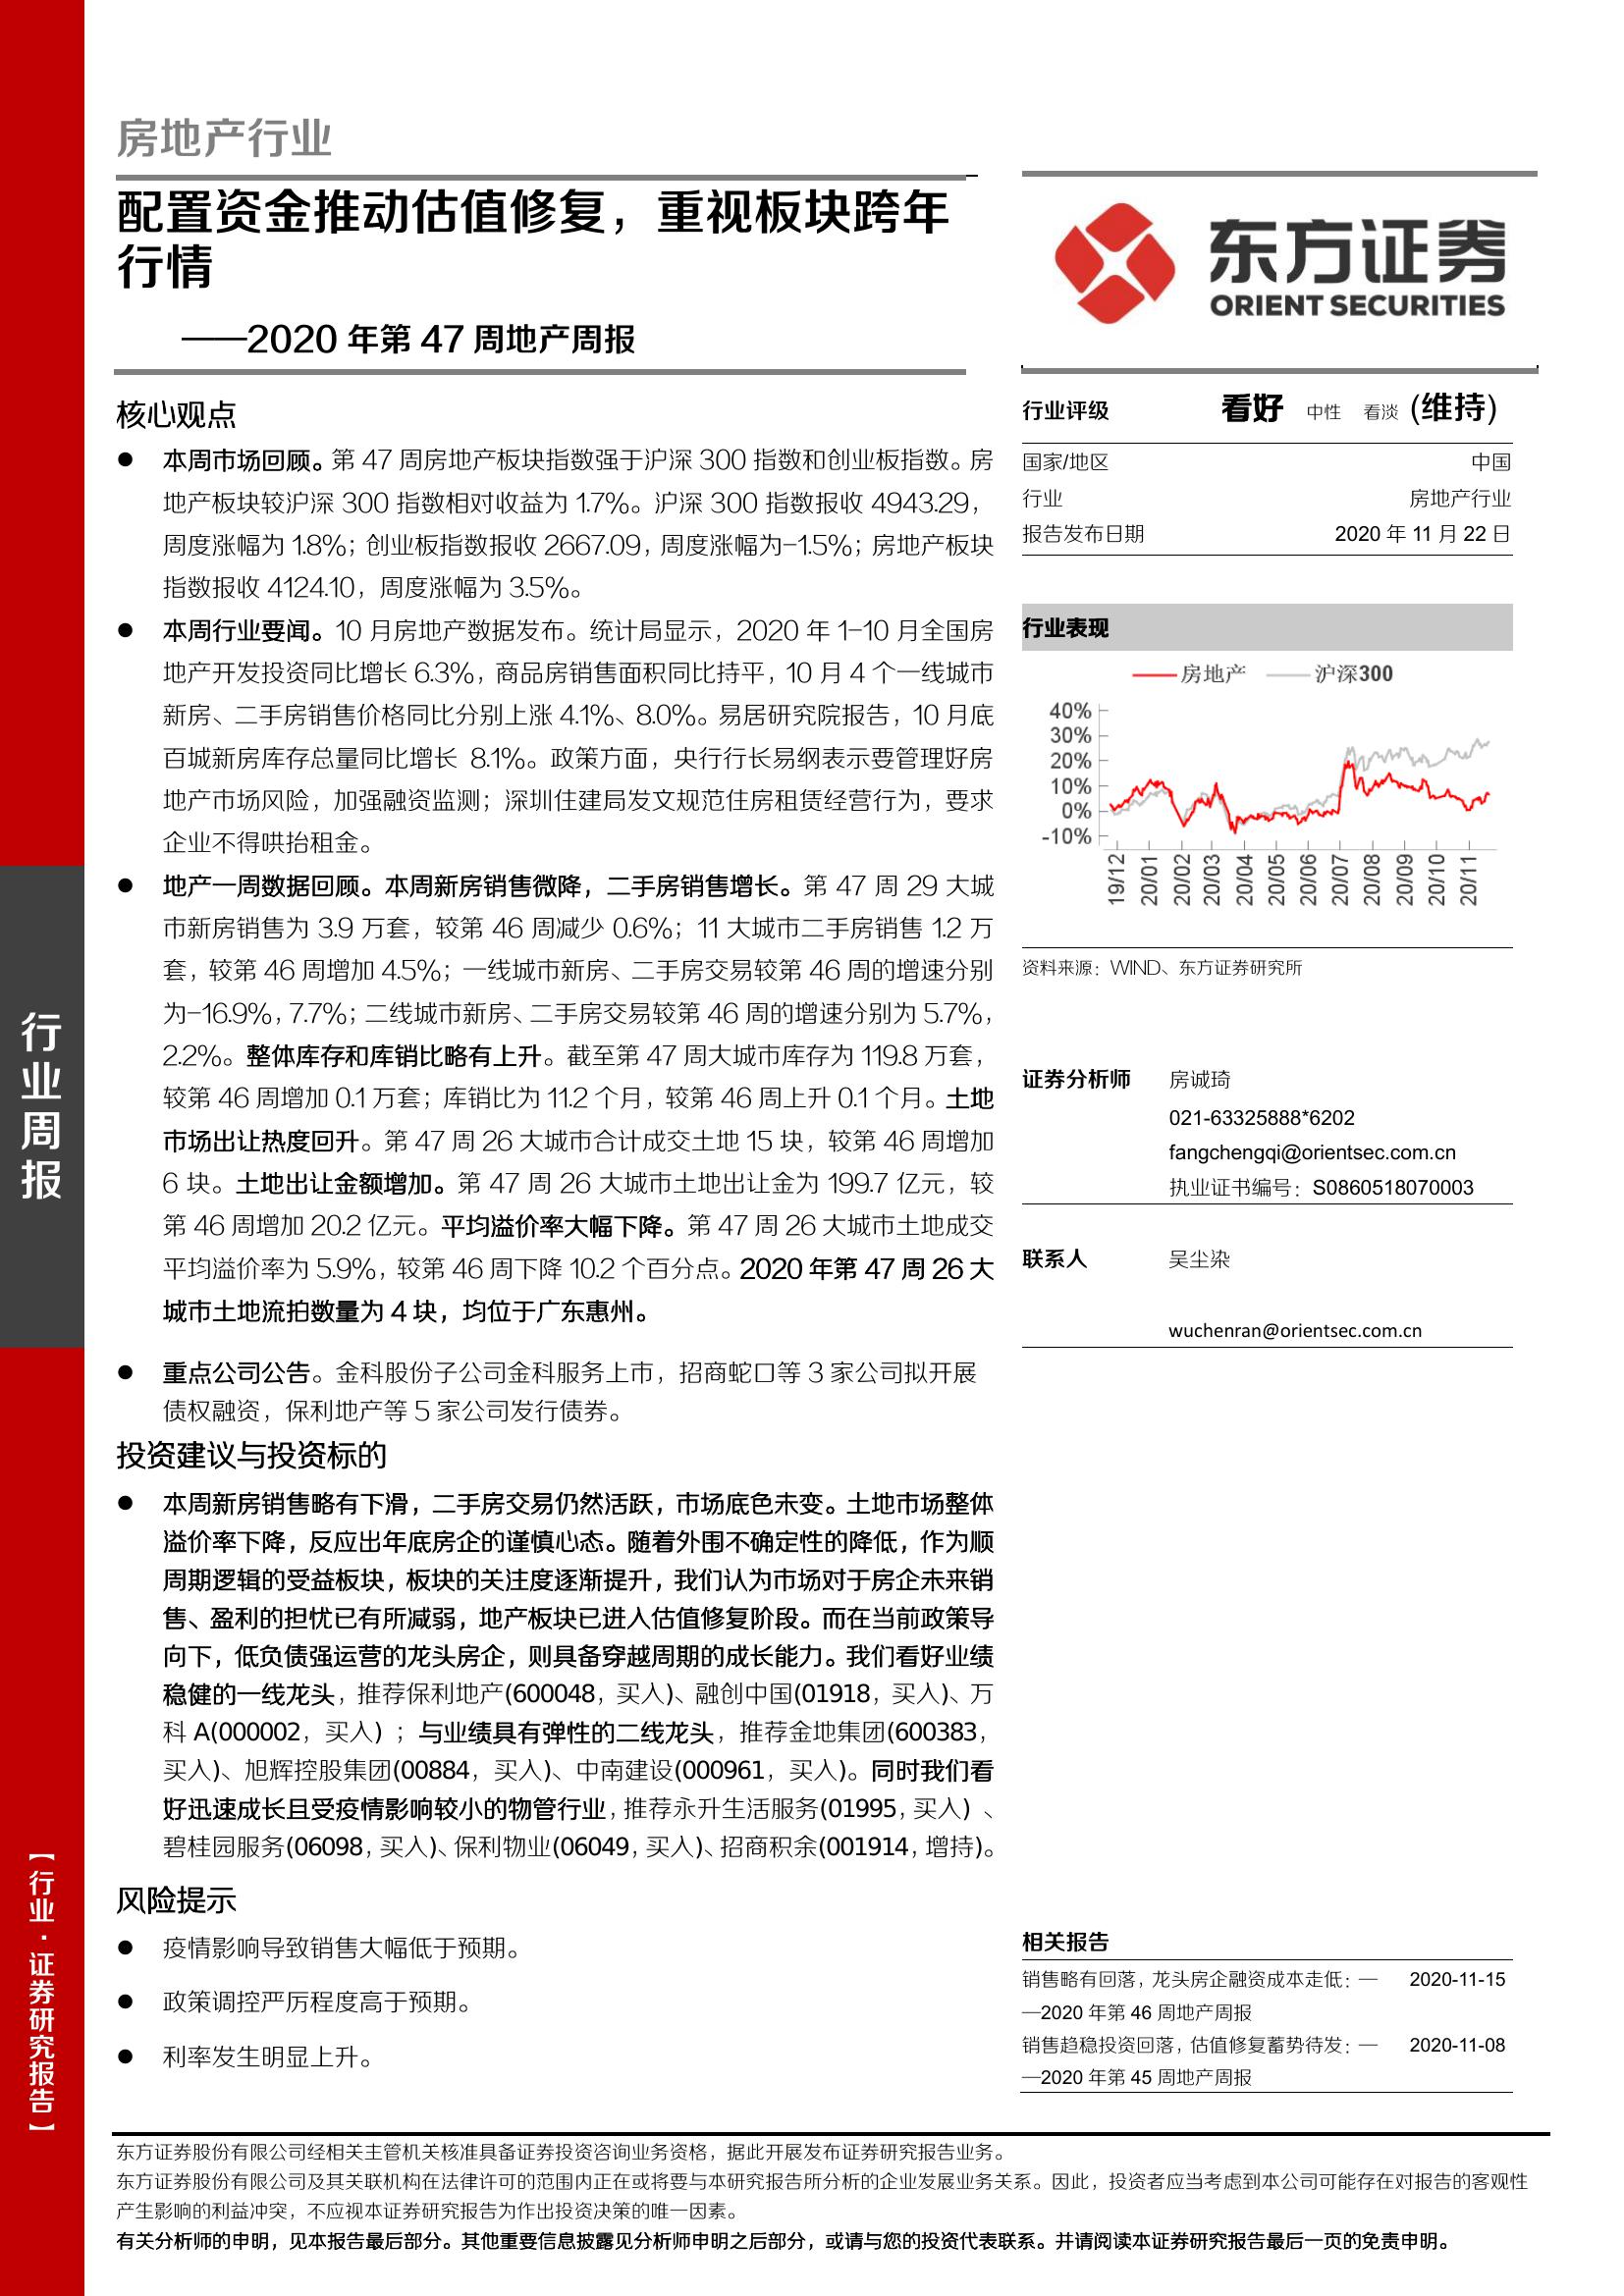 房地产行业
配置资金推动估值修复，重视板块跨年
行情
——2020 年第 47 周地产周报
核心观点
● 本周市场回顾。第 47 周房地产板块指数强于沪深 300 指数和创业板指数。房
地产板块较沪深 300 指数相对收益为 1.7%。沪深 300 指数报收 4943.29，
周度涨幅为 1.8%；创业板指数报收 2667.09，周度涨幅为-1.5%；房地产板块
指数报收 4124.10，周度涨幅为 3.5%。
● 本周行业要闻。10 月房地产数据发布。统计局显示，2020 年 1-10 月全国房
地产开发投资同比增长 6.3%，商品房销售面积同比持平，10 月 4 个一线城市
新房、二手房销售价格同比分别上涨 4.1%、8.0%。易居研究院报告，10 月底
百城新房库存总量同比增长 8.1%。政策方面，央行行长易纲表示要管理好房
地产市场风险，加强融资监测；深圳住建局发文规范住房租赁经营行为，要求
企业不得哄抬租金。
● 地产一周数据回顾。本周新房销售微降，二手房销售增长。第 47 周 29 大城
市新房销售为 3.9 万套，较第 46 周减少 0.6%；11 大城市二手房销售 1.2 万
套，较第 46 周增加 4.5%；一线城市新房、二手房交易较第 46 周的增速分别
为-16.9%，7.7%；二线城市新房、二手房交易较第 46 周的增速分别为 5.7%，
2.2%。整体库存和库销比略有上升。截至第 47 周大城市库存为 119.8 万套，
较第 46 周增加 0.1 万套；库销比为 11.2 个月，较第 46 周上升 0.1 个月。土地
市场出让热度回升。第 47 周 26 大城市合计成交土地 15 块，较第 46 周增加
6 块。土地出让金额增加。第 47 周 26 大城市土地出让金为 199.7 亿元，较
第 46 周增加 20.2 亿元。平均溢价率大幅下降。第 47 周 26 大城市土地成交
平均溢价率为 5.9%，较第 46 周下降 10.2 个百分点。2020 年第 47 周 26 大
城市土地流拍数量为 4 块，均位于广东惠州。
● 重点公司公告。金科股份子公司金科服务上市，招商蛇口等 3 家公司拟开展
债权融资，保利地产等 5 家公司发行债券。
投资建议与投资标的
● 本周新房销售略有下滑，二手房交易仍然活跃，市场底色未变。土地市场整体
溢价率下降，反应出年底房企的谨慎心态。随着外围不确定性的降低，作为顺
周期逻辑的受益板块，板块的关注度逐渐提升，我们认为市场对于房企未来销
售、盈利的担忧已有所减弱，地产板块已进入估值修复阶段。而在当前政策导
向下，低负债强运营的龙头房企，则具备穿越周期的成长能力。我们看好业绩
稳健的一线龙头，推荐保利地产(600048，买入)、融创中国(01918，买入)、万
科 A(000002，买入) ；与业绩具有弹性的二线龙头，推荐金地集团(600383，
买入)、旭辉控股集团(00884，买入)、中南建设(000961，买入)。同时我们看
好迅速成长且受疫情影响较小的物管行业，推荐永升生活服务(01995，买入) 、
碧桂园服务(06098，买入)、保利物业(06049，买入)、招商积余(001914，增持)。
风险提示
● 疫情影响导致销售大幅低于预期。
● 政策调控严厉程度高于预期。
● 利率发生明显上升。
东方证券
ORIENT SECURITIES
行业评级 看好 中性 看淡 (维持)
国家/地区 中国
行业 房地产行业
报告发布日期 2020 年 11 月 22 日
行业表现
房地产 沪深300
40%
30%
20%
10%
0%
-10%
19/12 20/01 20/02 20/03 20/04 20/05 20/06 20/07 20/08 20/09 20/10 20/11
资料来源：WIND、东方证券研究所
证券分析师 房诚琦
021-63325888*6202
fangchengqi@orientsec.com.cn
执业证书编号：S0860518070003
联系人 吴尘染
wuchenran@orientsec.com.cn
相关报告
销售略有回落，龙头房企融资成本走低：— 2020-11-15
—2020 年第 46 周地产周报
销售趋稳投资回落，估值修复蓄势待发：— 2020-11-08
—2020 年第 45 周地产周报
行业周报
【行业·证券研究报告】
东方证券股份有限公司经相关主管机关核准具备证券投资咨询业务资格，据此开展发布证券研究报告业务。
东方证券股份有限公司及其关联机构在法律许可的范围内正在或将要与本研究报告所分析的企业发展业务关系。因此，投资者应当考虑到本公司可能存在对报告的客观性
产生影响的利益冲突，不应视本证券研究报告为作出投资决策的唯一因素。
有关分析师的申明，见本报告最后部分。其他重要信息披露见分析师申明之后部分，或请与您的投资代表联系。并请阅读本证券研究报告最后一页的免责申明。